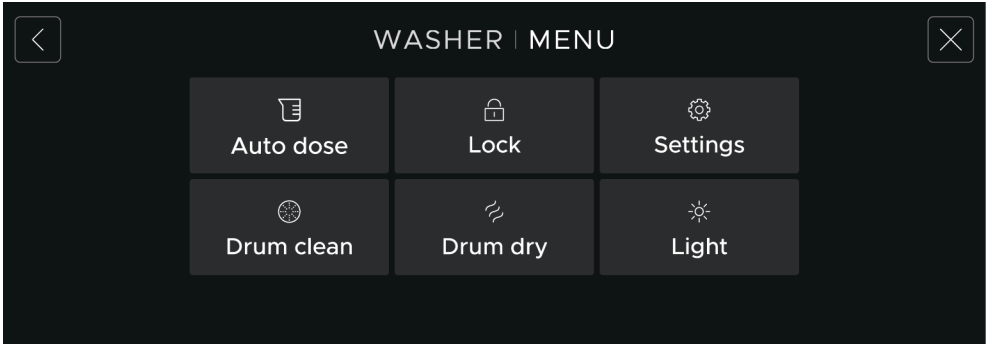 WASHER | MENU
Auto dose
Lock
Settings
Drum clean
Drum dry
Light